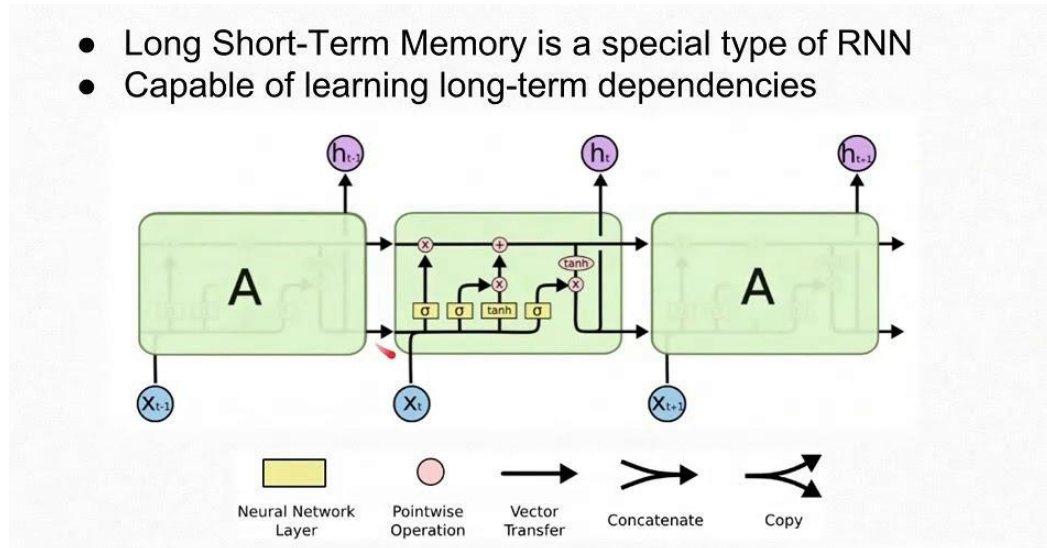 ● Long Short-Term Memory is a special type of RNN
● Capable of learning long-term dependencies
hₜ₋₁
hₜ
hₜ₊₁
A
x
+
tanh
x
x
σ
σ
tanh
σ
A
Xₜ₋₁
Xₜ
Xₜ₊₁
Neural Network
Layer
Pointwise
Operation
Vector
Transfer
Concatenate
Copy